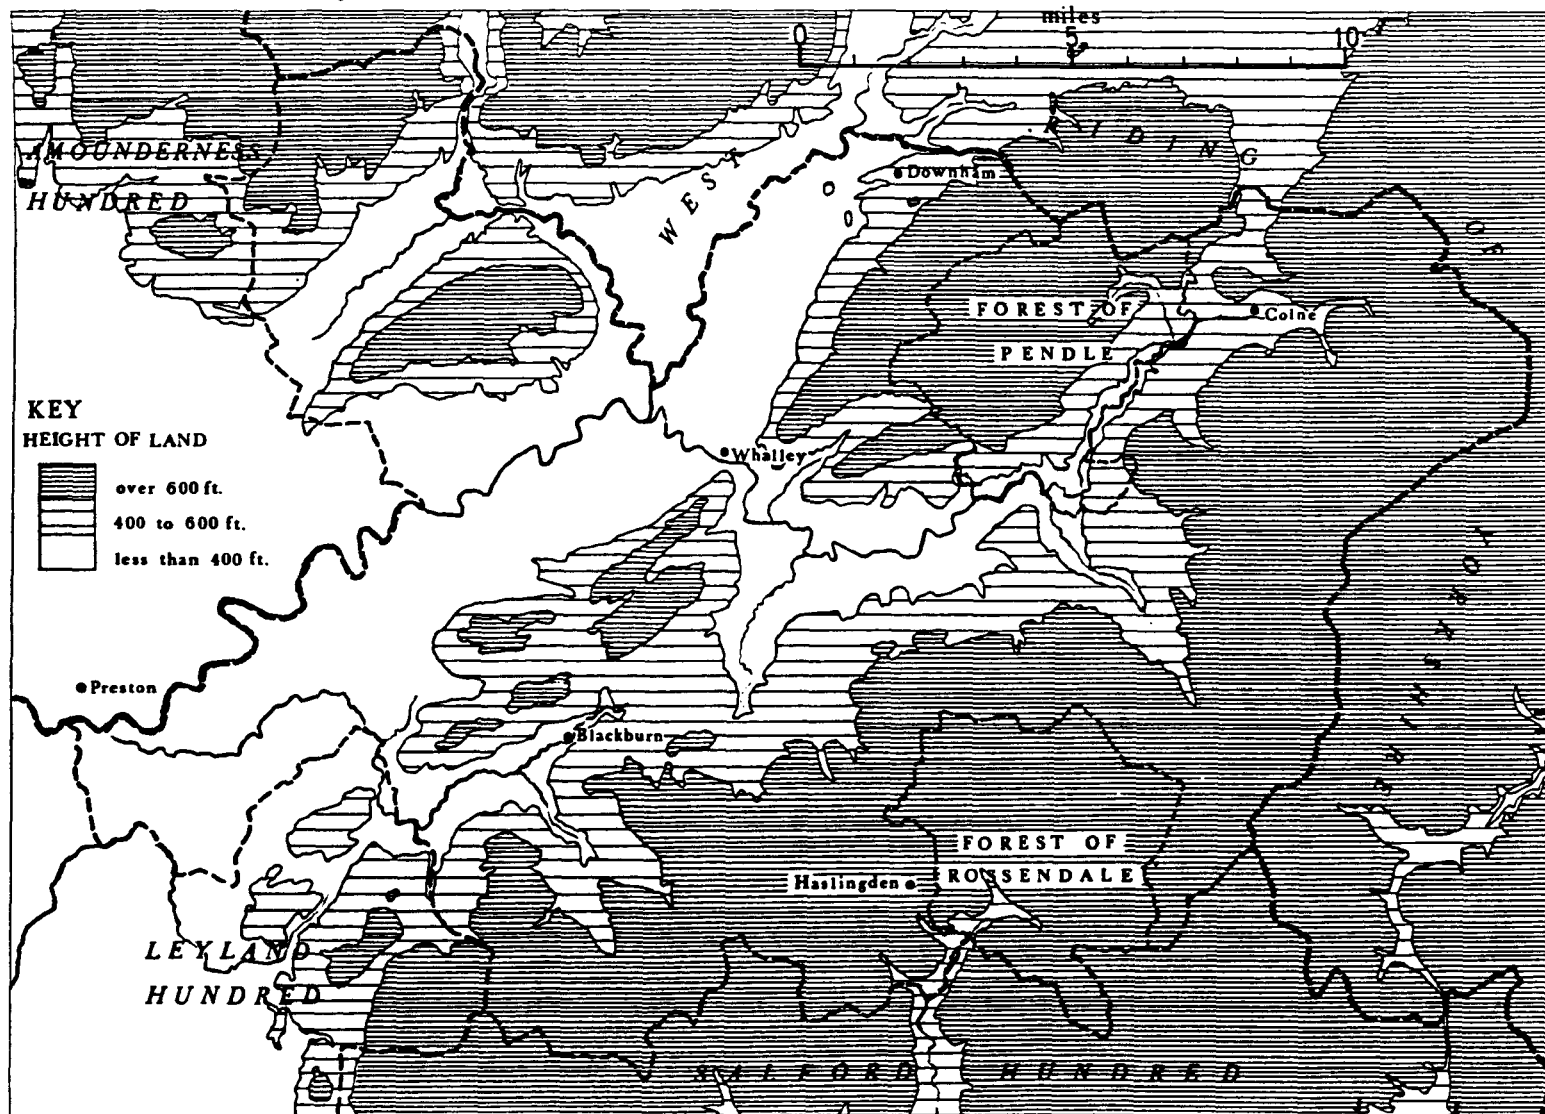 miles
0 5 10
AMOUNDERNESS
HUNDRED
WEST
RIDING
OF
YORKSHIRE
Downham
FOREST OF
PENDLE
Colne
KEY
HEIGHT OF LAND
over 600 ft.
400 to 600 ft.
less than 400 ft.
Whalley
Preston
Blackburn
FOREST OF
ROSSENDALE
Haslingden
LEYLAND
HUNDRED
SALFORD HUNDRED